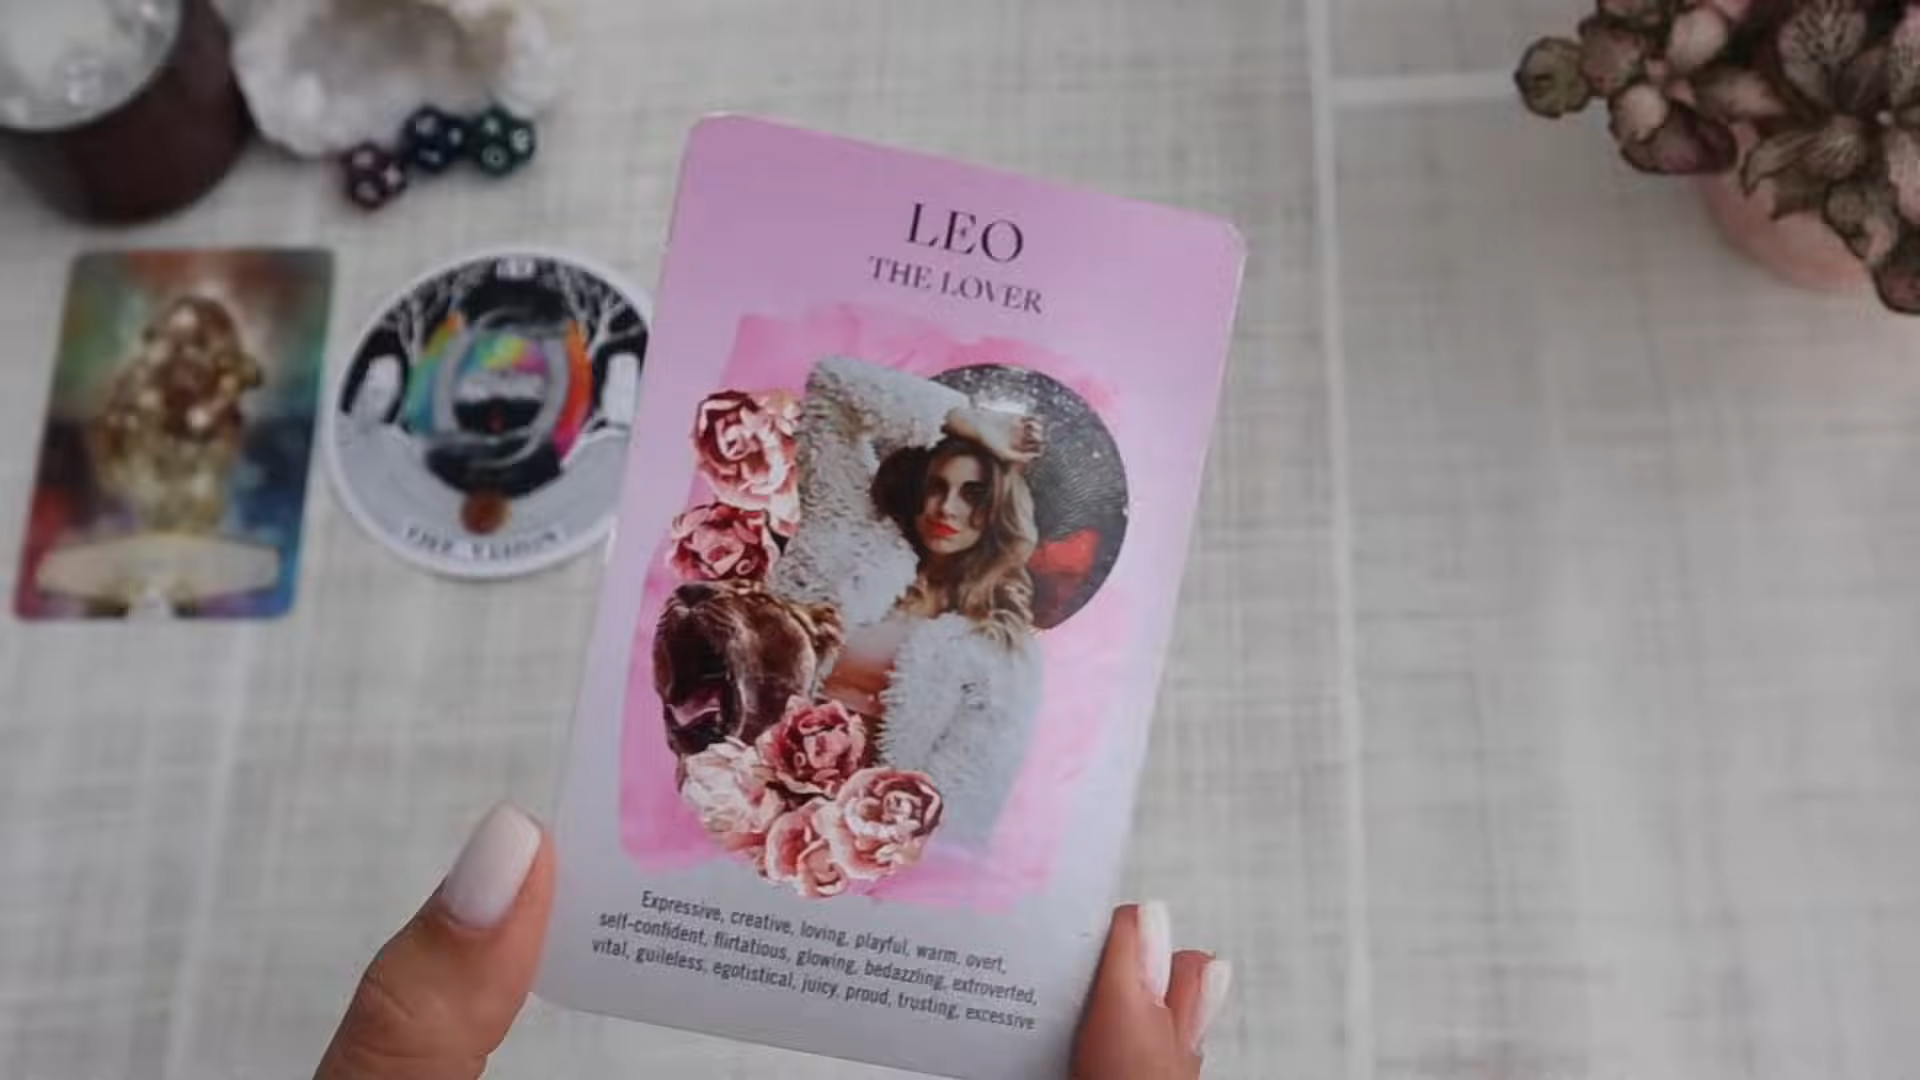 LEO
THE LOVER
Expressive, creative, loving, playful, warm, overt,
self-confident, flirtatious, glowing, bedazzling, extroverted,
vital, guileless, egotistical, juicy, proud, trusting, excessive